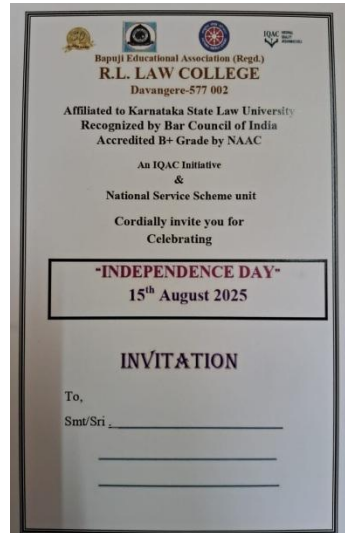 IQAC
Bapuji Educational Association (Regd.)
R.L. LAW COLLEGE
Davangere-577 002
Affiliated to Karnataka State Law University
Recognized by Bar Council of India
Accredited B+ Grade by NAAC
An IQAC Initiative
&
National Service Scheme unit
Cordially invite you for
Celebrating
-INDEPENDENCE DAY-
15th August 2025
INVITATION
To,
Smt/Sri .